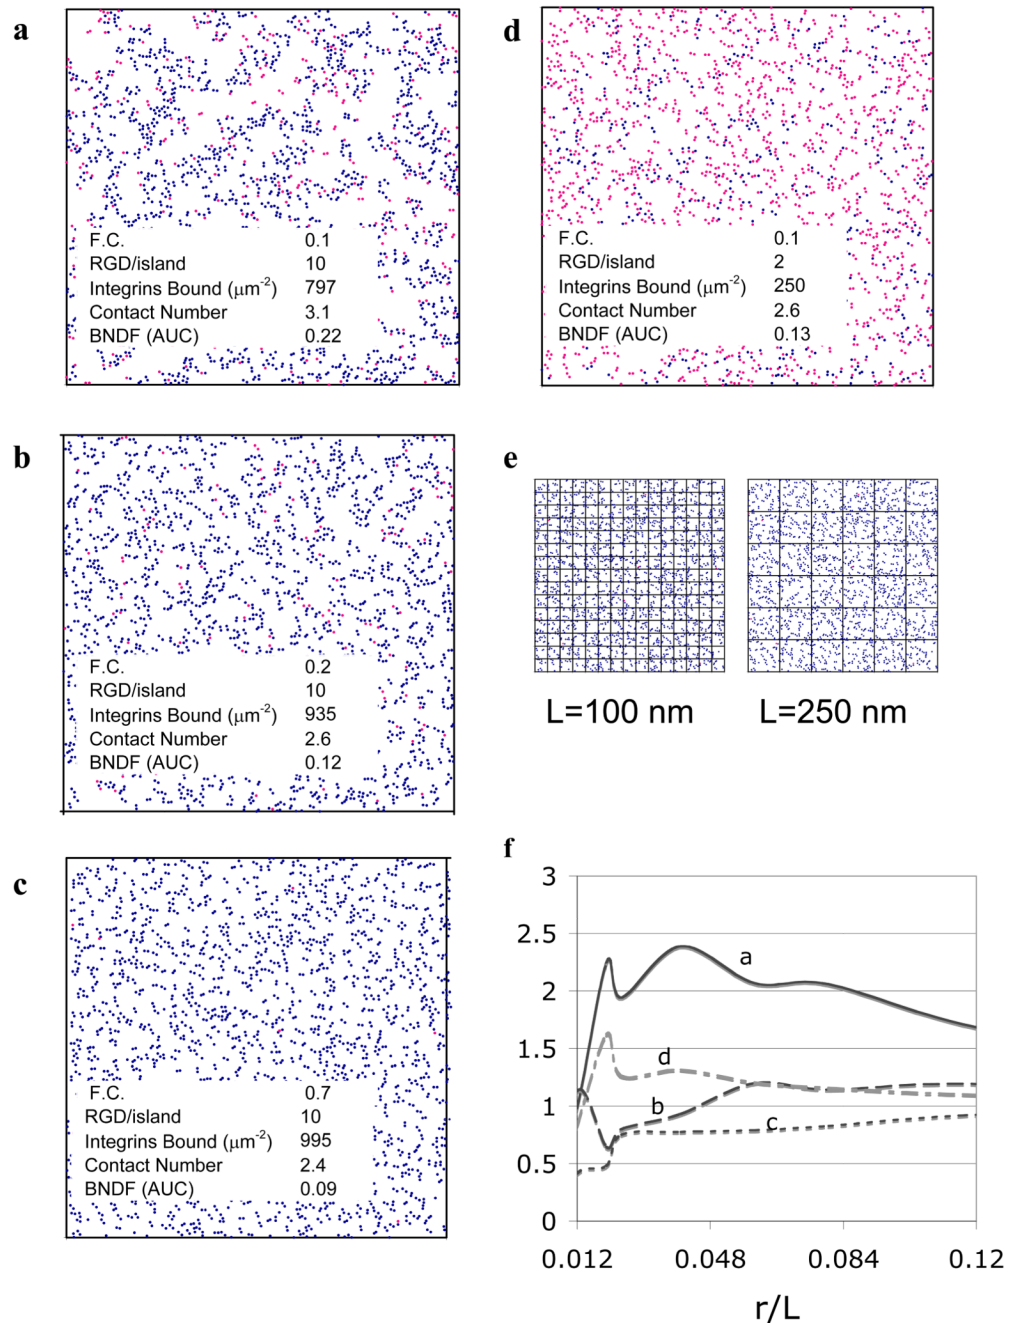 a
F.C. 0.1
RGD/island 10
Integrins Bound (μm⁻²) 797
Contact Number 3.1
BNDF (AUC) 0.22
b
F.C. 0.2
RGD/island 10
Integrins Bound (μm⁻²) 935
Contact Number 2.6
BNDF (AUC) 0.12
c
F.C. 0.7
RGD/island 10
Integrins Bound (μm⁻²) 995
Contact Number 2.4
BNDF (AUC) 0.09
d
F.C. 0.1
RGD/island 2
Integrins Bound (μm⁻²) 250
Contact Number 2.6
BNDF (AUC) 0.13
e
L=100 nm L=250 nm
f
3
2.5
2
1.5
1
0.5
0
a
d
b
c
0.012 0.048 0.084 0.12
r/L